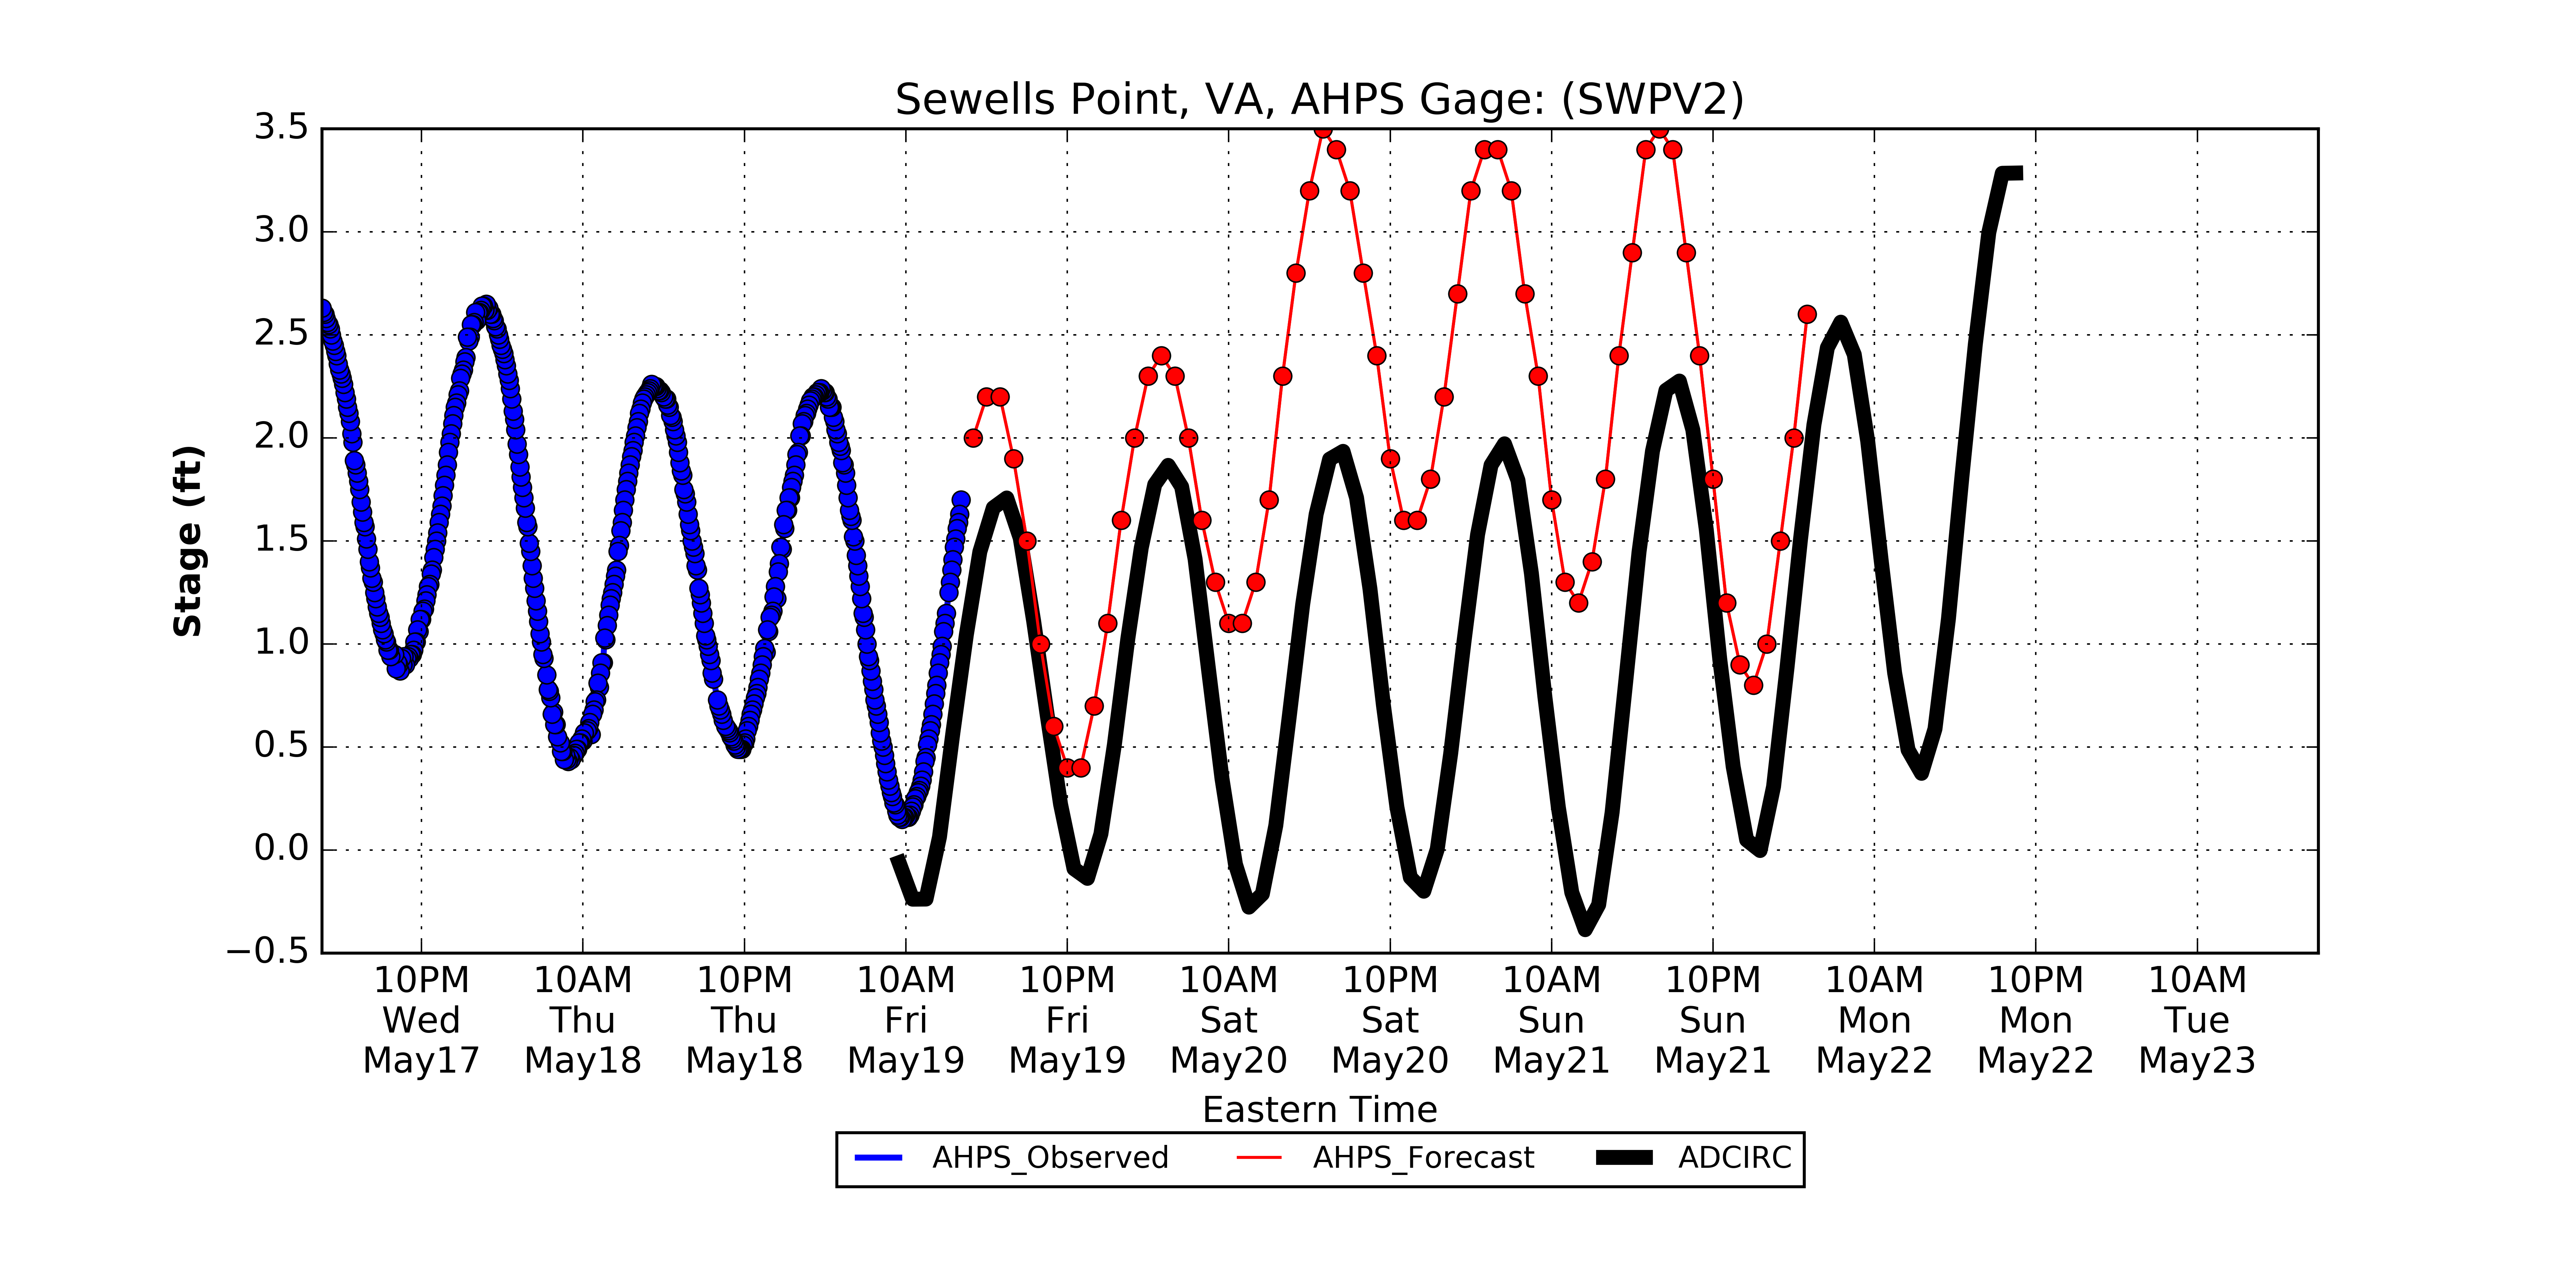 Sewells Point, VA, AHPS Gage: (SWPV2)
3.5
3.0
2.5
2.0
1.5
1.0
0.5
0.0
−0.5
Stage (ft)
10PM 10AM 10PM 10AM 10PM 10AM 10PM 10AM 10PM 10AM 10PM 10AM
Wed Thu Thu Fri Fri Sat Sat Sun Sun Mon Mon Tue
May17 May18 May18 May19 May19 May20 May20 May21 May21 May22 May22 May23
Eastern Time
AHPS_Observed AHPS_Forecast ADCIRC